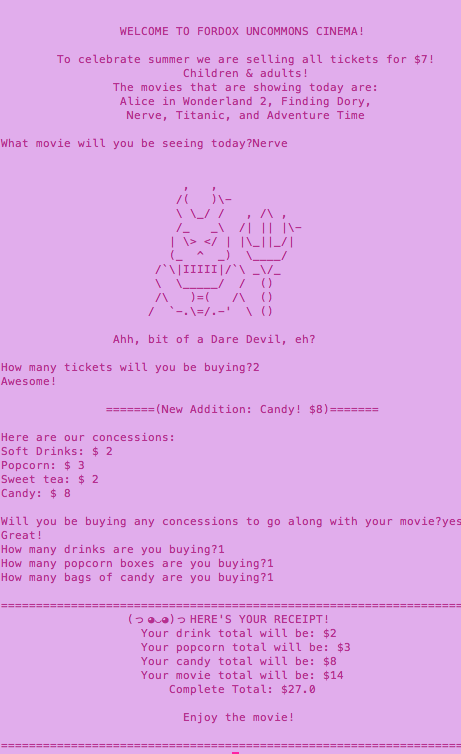 WELCOME TO FORDOX UNCOMMONS CINEMA!
To celebrate summer we are selling all tickets for $7!
Children & adults!
The movies that are showing today are:
Alice in Wonderland 2, Finding Dory,
Nerve, Titanic, and Adventure Time
What movie will you be seeing today?Nerve
Ahh, bit of a Dare Devil, eh?
How many tickets will you be buying?2
Awesome!
=======(New Addition: Candy! $8)=======
Here are our concessions:
Soft Drinks: $ 2
Popcorn: $ 3
Sweet tea: $ 2
Candy: $ 8
Will you be buying any concessions to go along with your movie?yes
Great!
How many drinks are you buying?1
How many popcorn boxes are you buying?1
How many bags of candy are you buying?1
==================================================================
(っ◕‿◕)っ HERE'S YOUR RECEIPT!
Your drink total will be: $2
Your popcorn total will be: $3
Your candy total will be: $8
Your movie total will be: $14
Complete Total: $27.0
Enjoy the movie!
==================================================================